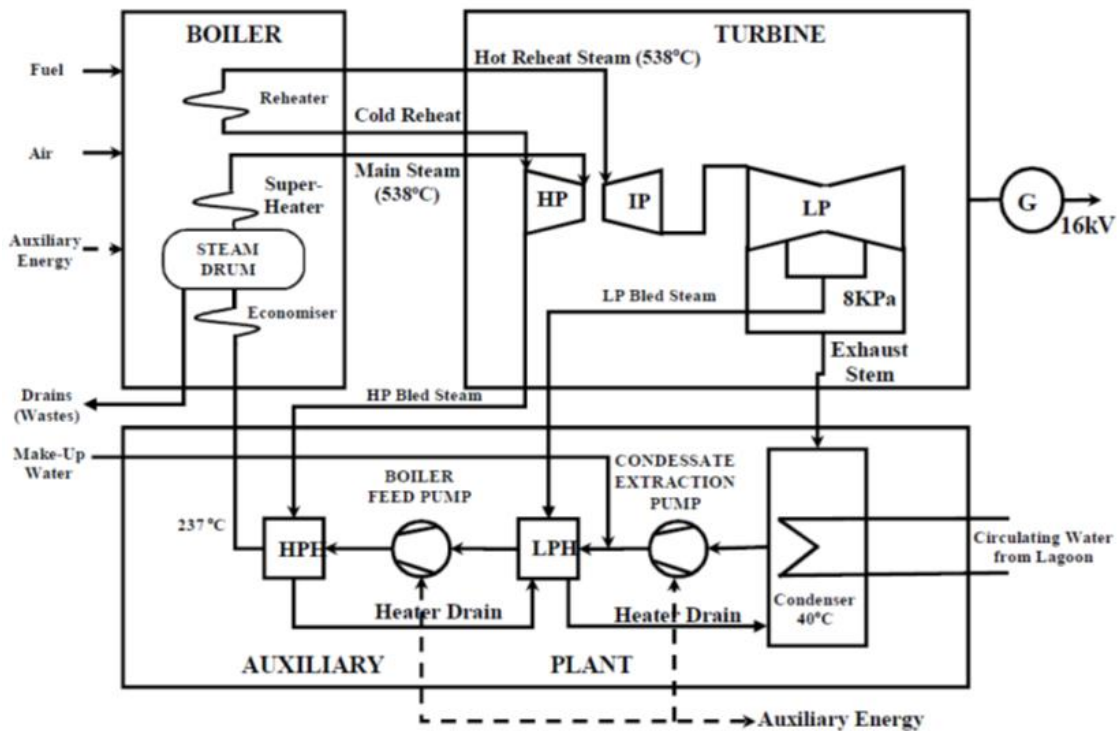 BOILER
TURBINE
Fuel
Hot Reheat Steam (538°C)
Reheater
Cold Reheat
Air
Main Steam
(538°C)
Super-
Heater
HP
IP
LP
G
16kV
Auxiliary
Energy
STEAM
DRUM
LP Bled Steam
8KPa
Economiser
Exhaust
Stem
Drains
(Wastes)
HP Bled Steam
Make-Up
Water
BOILER
FEED PUMP
CONDESSATE
EXTRACTION
PUMP
237 °C
HPH
LPH
Circulating Water
from Lagoon
Heater Drain
Heater Drain
Condenser
40°C
AUXILIARY
PLANT
Auxiliary Energy